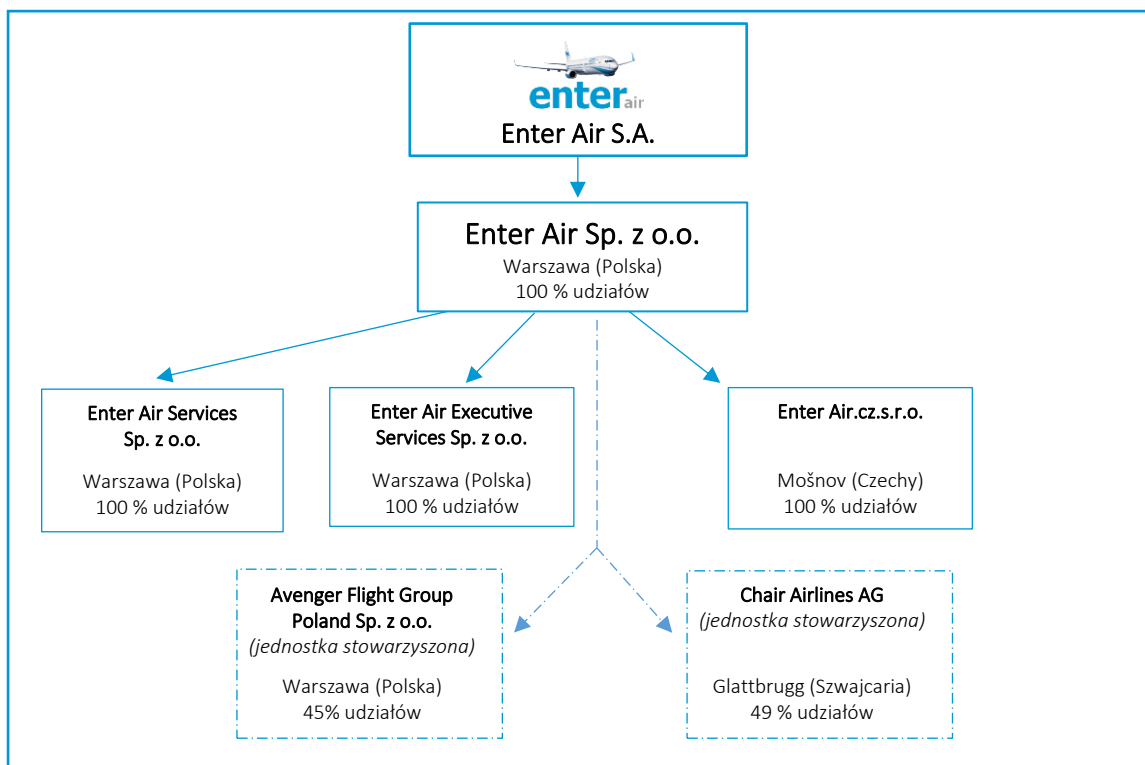 enter air
Enter Air S.A.
Enter Air Sp. z o.o.
Warszawa (Polska)
100 % udziałów
Enter Air Services
Sp. z o.o.
Warszawa (Polska)
100 % udziałów
Enter Air Executive
Services Sp. z o.o.
Warszawa (Polska)
100 % udziałów
Enter Air.cz.s.r.o.
Mošnov (Czechy)
100 % udziałów
Avenger Flight Group
Poland Sp. z o.o.
(jednostka stowarzyszona)
Warszawa (Polska)
45% udziałów
Chair Airlines AG
(jednostka stowarzyszona)
Glattbrugg (Szwajcaria)
49 % udziałów